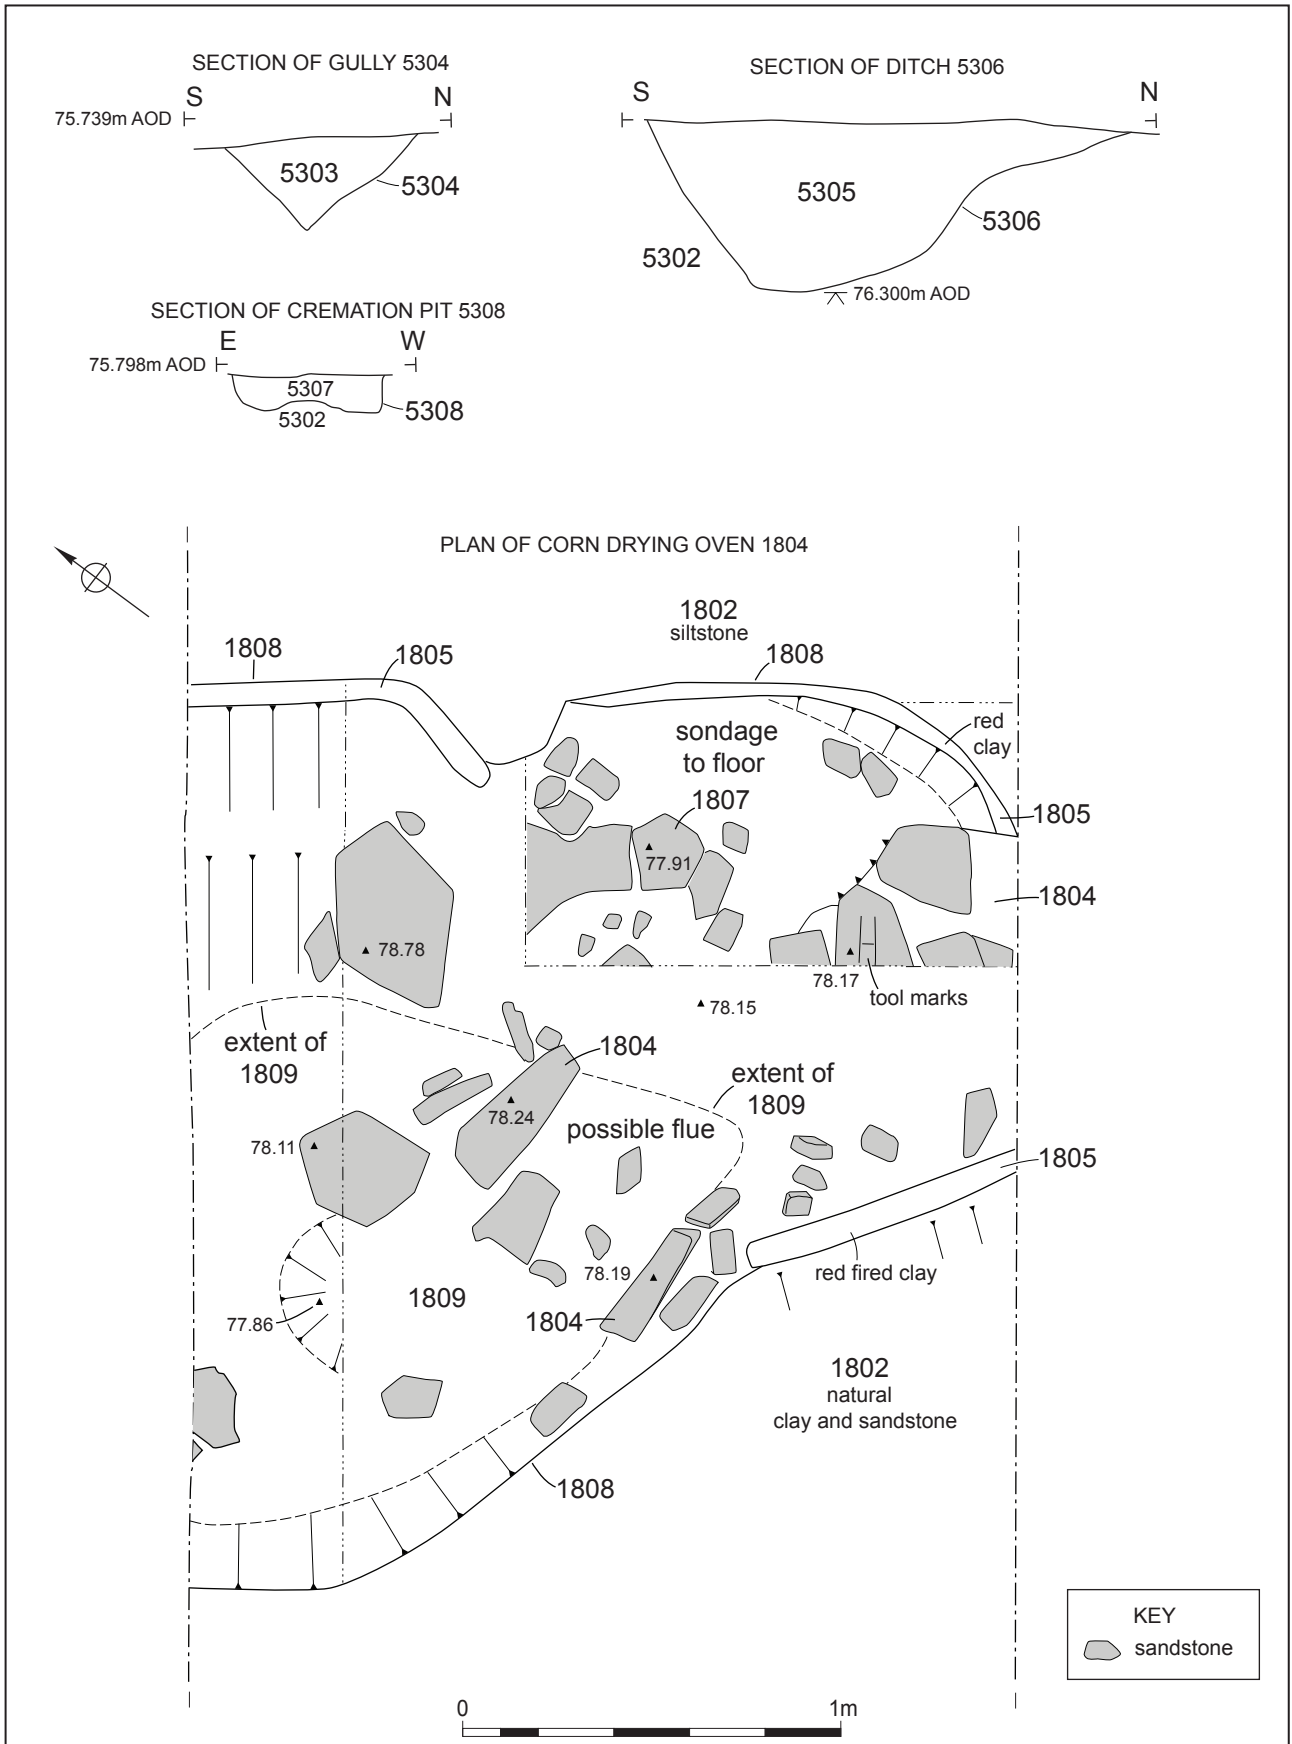 SECTION OF GULLY 5304
S N
75.739m AOD
5303
5304
SECTION OF DITCH 5306
S N
5305
5306
5302
76.300m AOD
SECTION OF CREMATION PIT 5308
E W
75.798m AOD
5307
5308
5302
PLAN OF CORN DRYING OVEN 1804
1802
siltstone
1808
1805
1808
sondage
to floor
red
clay
1807
1805
77.91
1804
78.78
78.17
tool marks
78.15
extent of
1809
1804
extent of
1809
78.24
possible flue
78.11
1805
red fired clay
78.19
1809
1804
77.86
1802
natural
clay and sandstone
1808
KEY
sandstone
0 1m